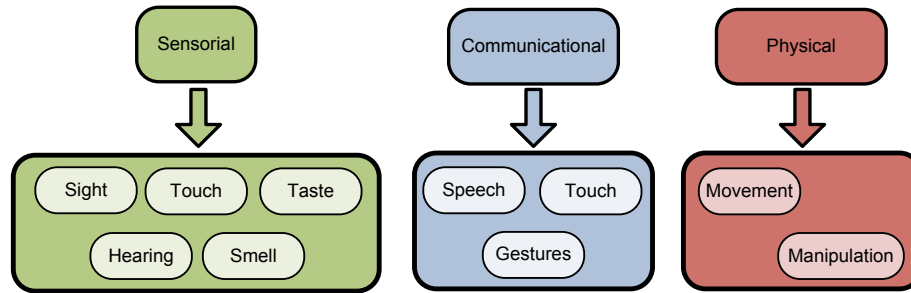 Sensorial
Communicational
Physical
Sight
Touch
Taste
Hearing
Smell
Speech
Touch
Gestures
Movement
Manipulation